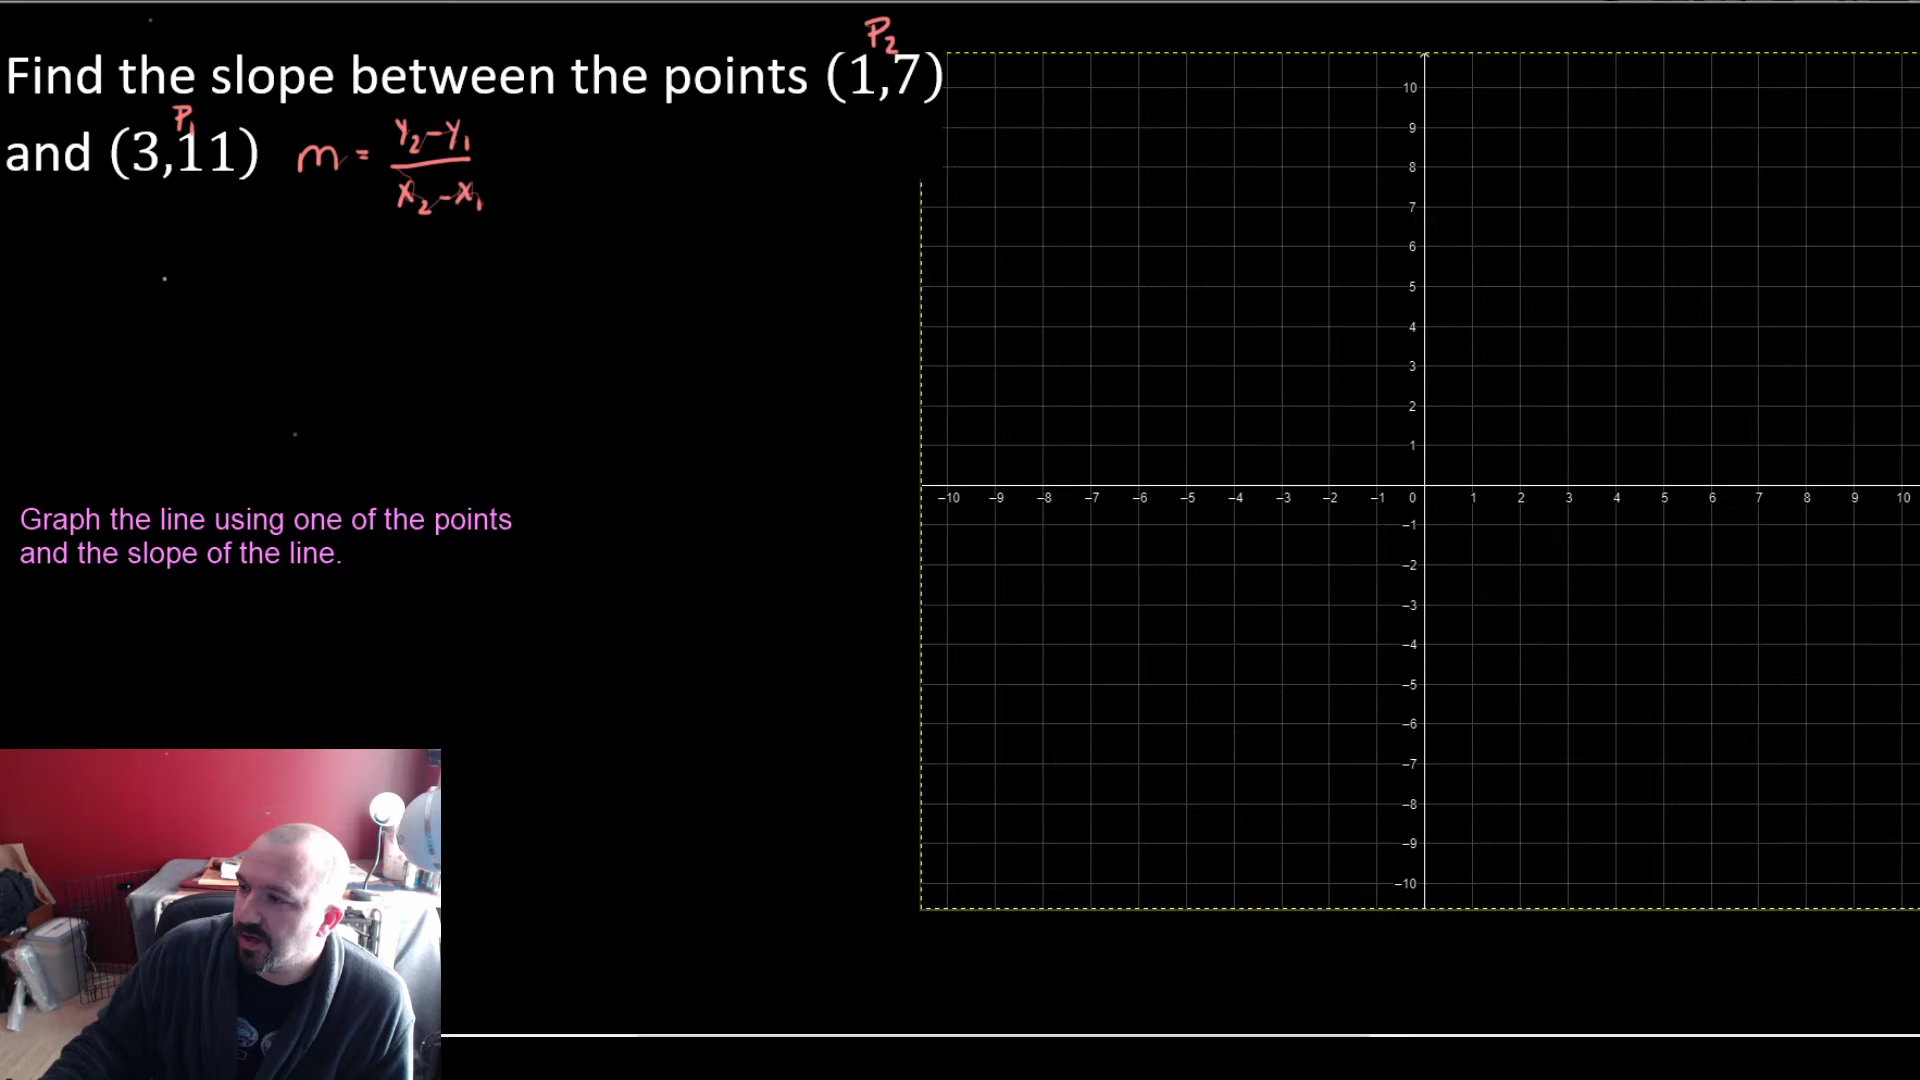 P₂
Find the slope between the points (1,7)
P₁
and (3,11) m = y₂-y₁ / x₂-x₁
Graph the line using one of the points
and the slope of the line.
10
9
8
7
6
5
4
3
2
1
–10 –9 –8 –7 –6 –5 –4 –3 –2 –1 0 1 2 3 4 5 6 7 8 9 10
–1
–2
–3
–4
–5
–6
–7
–8
–9
–10